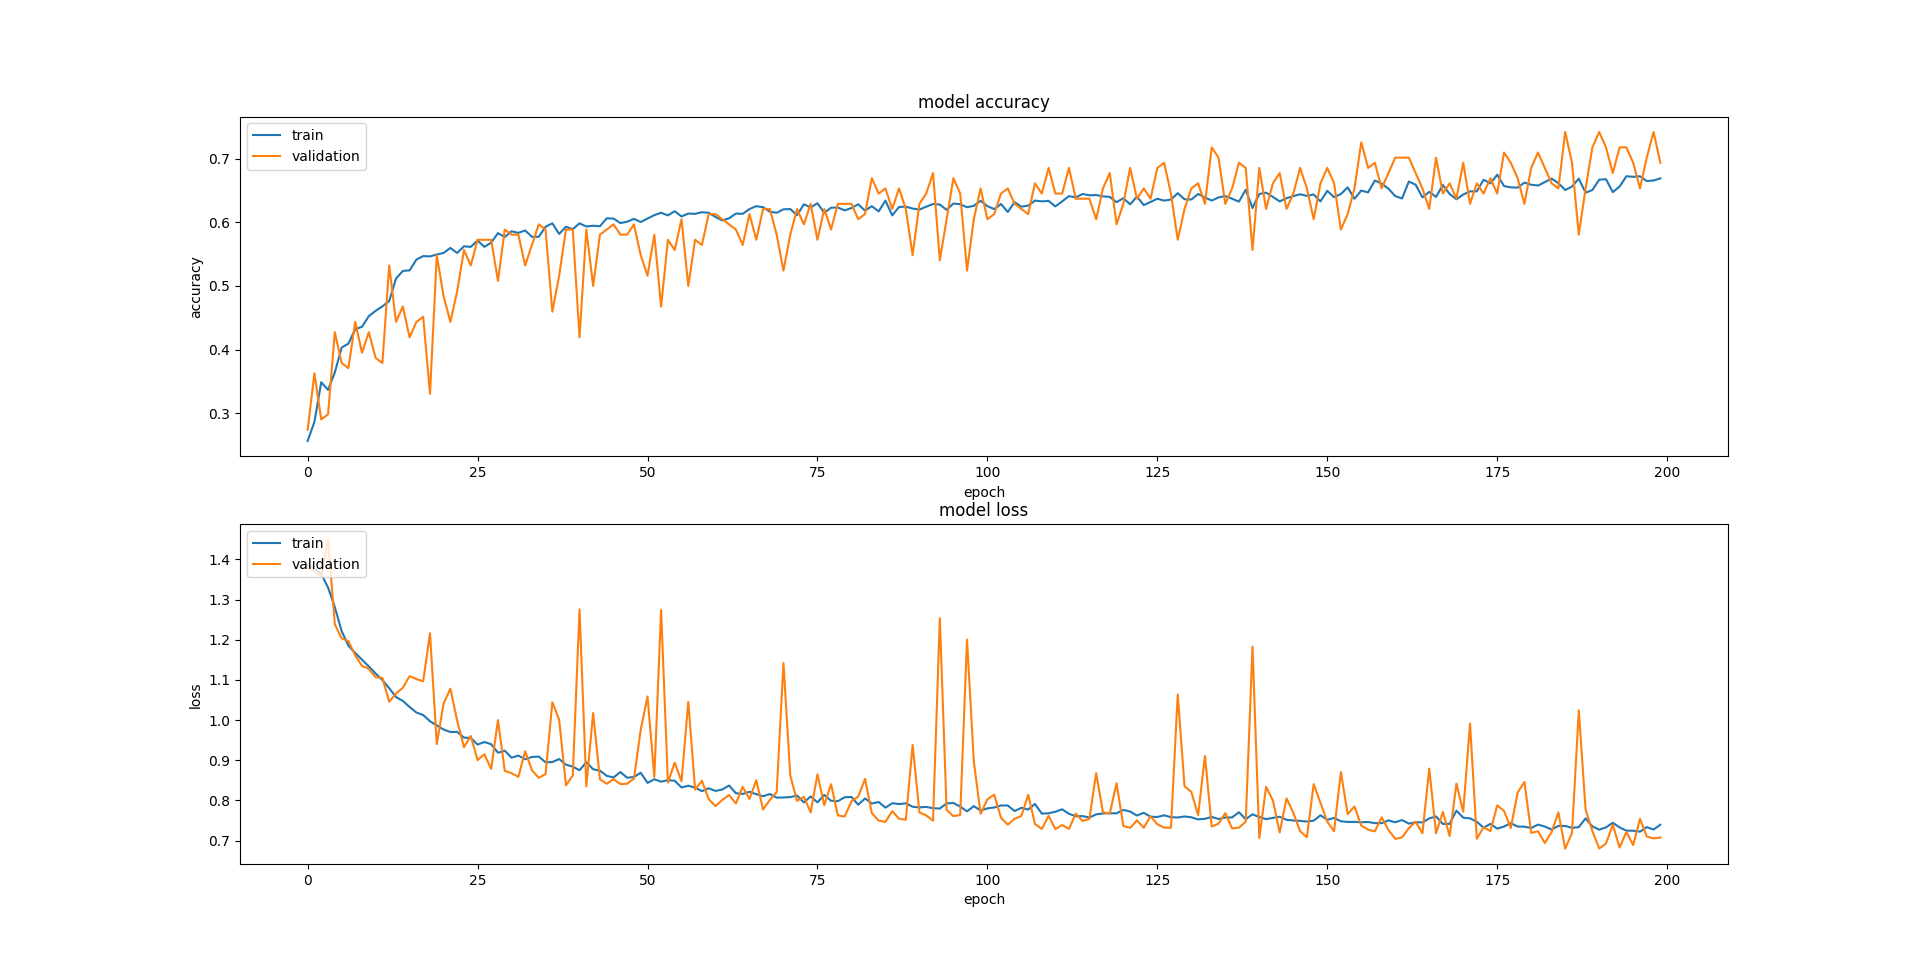 model accuracy
train
validation
0.7
0.6
0.5
0.4
0.3
accuracy
0 25 50 75 100 125 150 175 200
epoch
model loss
train
validation
1.4
1.3
1.2
1.1
1.0
0.9
0.8
0.7
loss
0 25 50 75 100 125 150 175 200
epoch